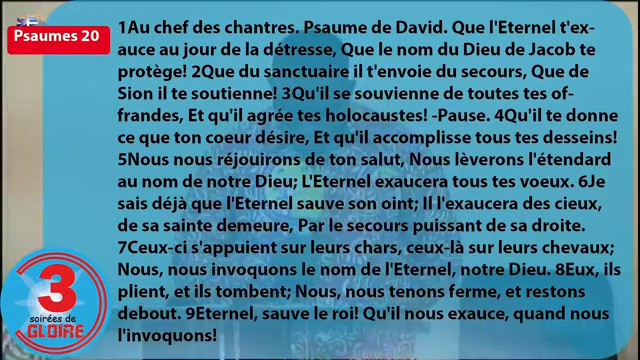 Psaumes 20
1Au chef des chantres. Psaume de David. Que l'Eternel t'ex-
auce au jour de la détresse, Que le nom du Dieu de Jacob te
protège! 2Que du sanctuaire il t'envoie du secours, Que de
Sion il te soutienne! 3Qu'il se souvienne de toutes tes of-
frandes, Et qu'il agrée tes holocaustes! -Pause. 4Qu'il te donne
ce que ton coeur désire, Et qu'il accomplisse tous tes desseins!
5Nous nous réjouirons de ton salut, Nous lèverons l'étendard
au nom de notre Dieu; L'Eternel exaucera tous tes voeux. 6Je
sais déjà que l'Eternel sauve son oint; Il l'exaucera des cieux,
de sa sainte demeure, Par le secours puissant de sa droite.
7Ceux-ci s'appuient sur leurs chars, ceux-là sur leurs chevaux;
Nous, nous invoquons le nom de l'Eternel, notre Dieu. 8Eux, ils
plient, et ils tombent; Nous, nous tenons ferme, et restons
debout. 9Eternel, sauve le roi! Qu'il nous exauce, quand nous
l'invoquons!
3
soirées de
GLOIRE